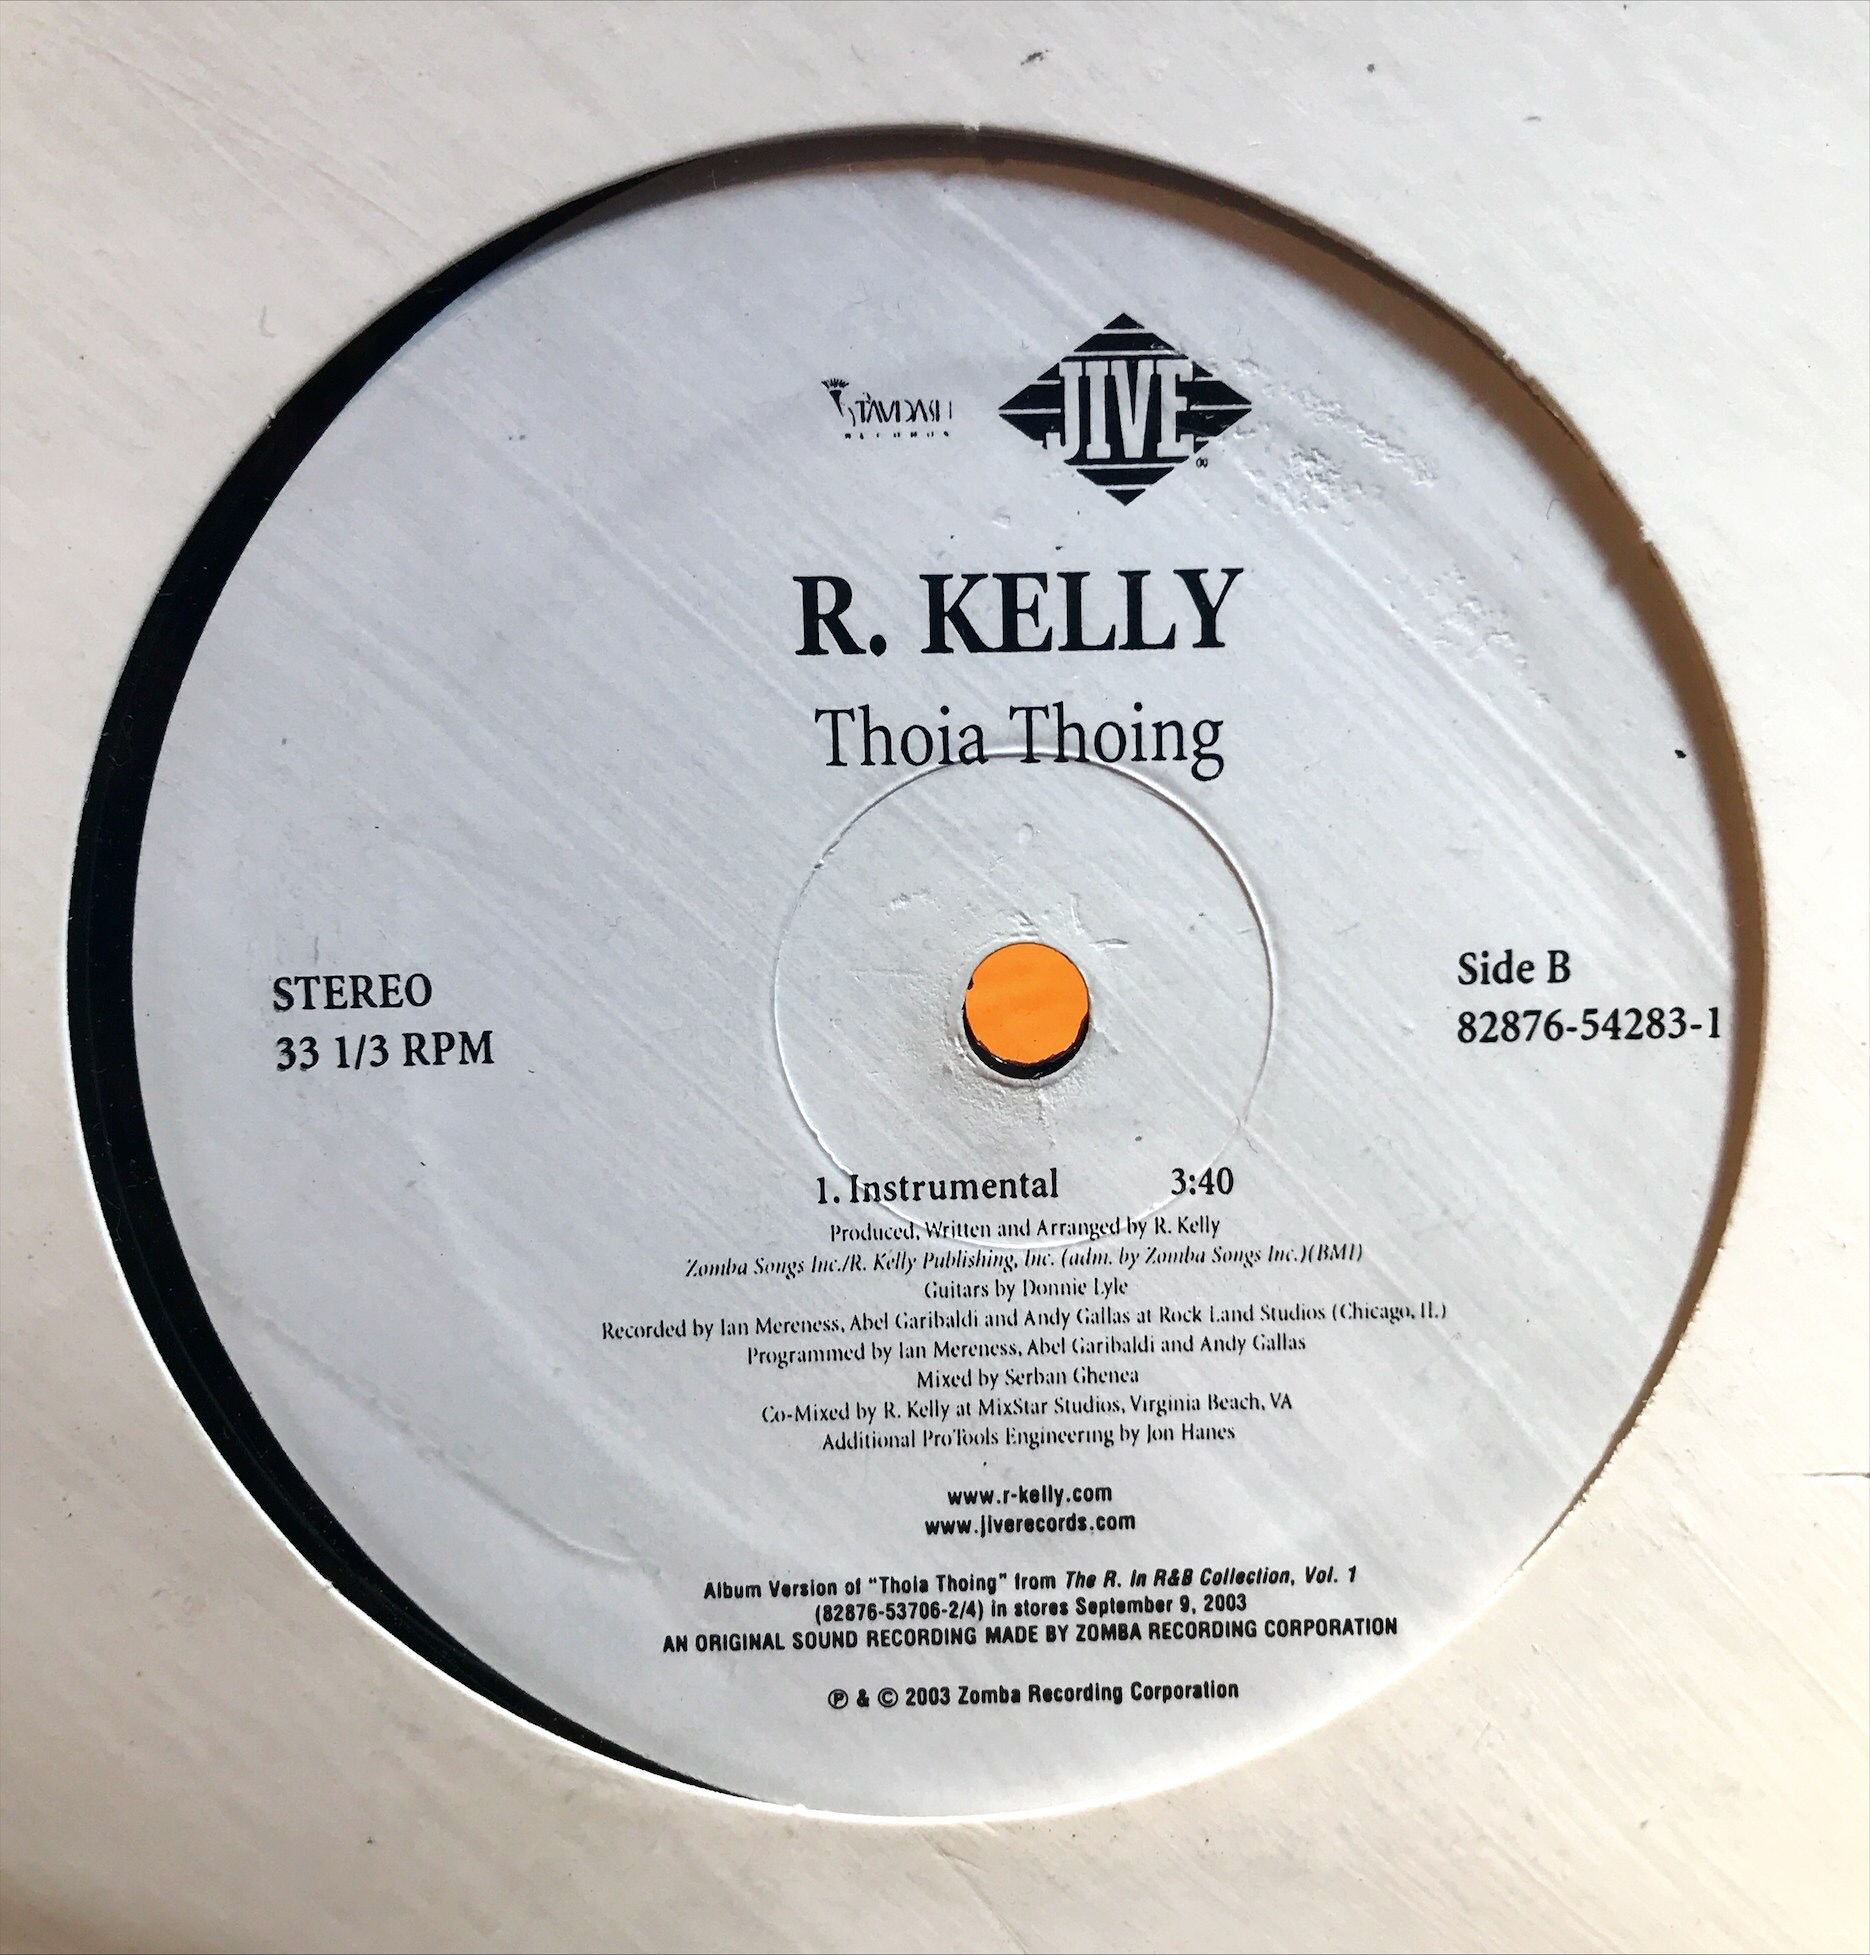 JIVE
®
R. KELLY
Thoia Thoing
STEREO
33 1/3 RPM
Side B
82876-54283-1
1. Instrumental 3:40
Produced, Written and Arranged by R. Kelly
Zomba Songs Inc./R. Kelly Publishing, Inc. (adm. by Zomba Songs Inc.)(BMI)
Guitars by Donnie Lyle
Recorded by Ian Mereness, Abel Garibaldi and Andy Gallas at Rock Land Studios (Chicago, IL)
Programmed by Ian Mereness, Abel Garibaldi and Andy Gallas
Mixed by Serban Ghenea
Co-Mixed by R. Kelly at MixStar Studios, Virginia Beach, VA
Additional ProTools Engineering by Jon Hanes
www.r-kelly.com
www.jiverecords.com
Album Version of "Thoia Thoing" from The R. In R&B Collection, Vol. 1
(82876-53706-2/4) in stores September 9, 2003
AN ORIGINAL SOUND RECORDING MADE BY ZOMBA RECORDING CORPORATION
℗ & © 2003 Zomba Recording Corporation